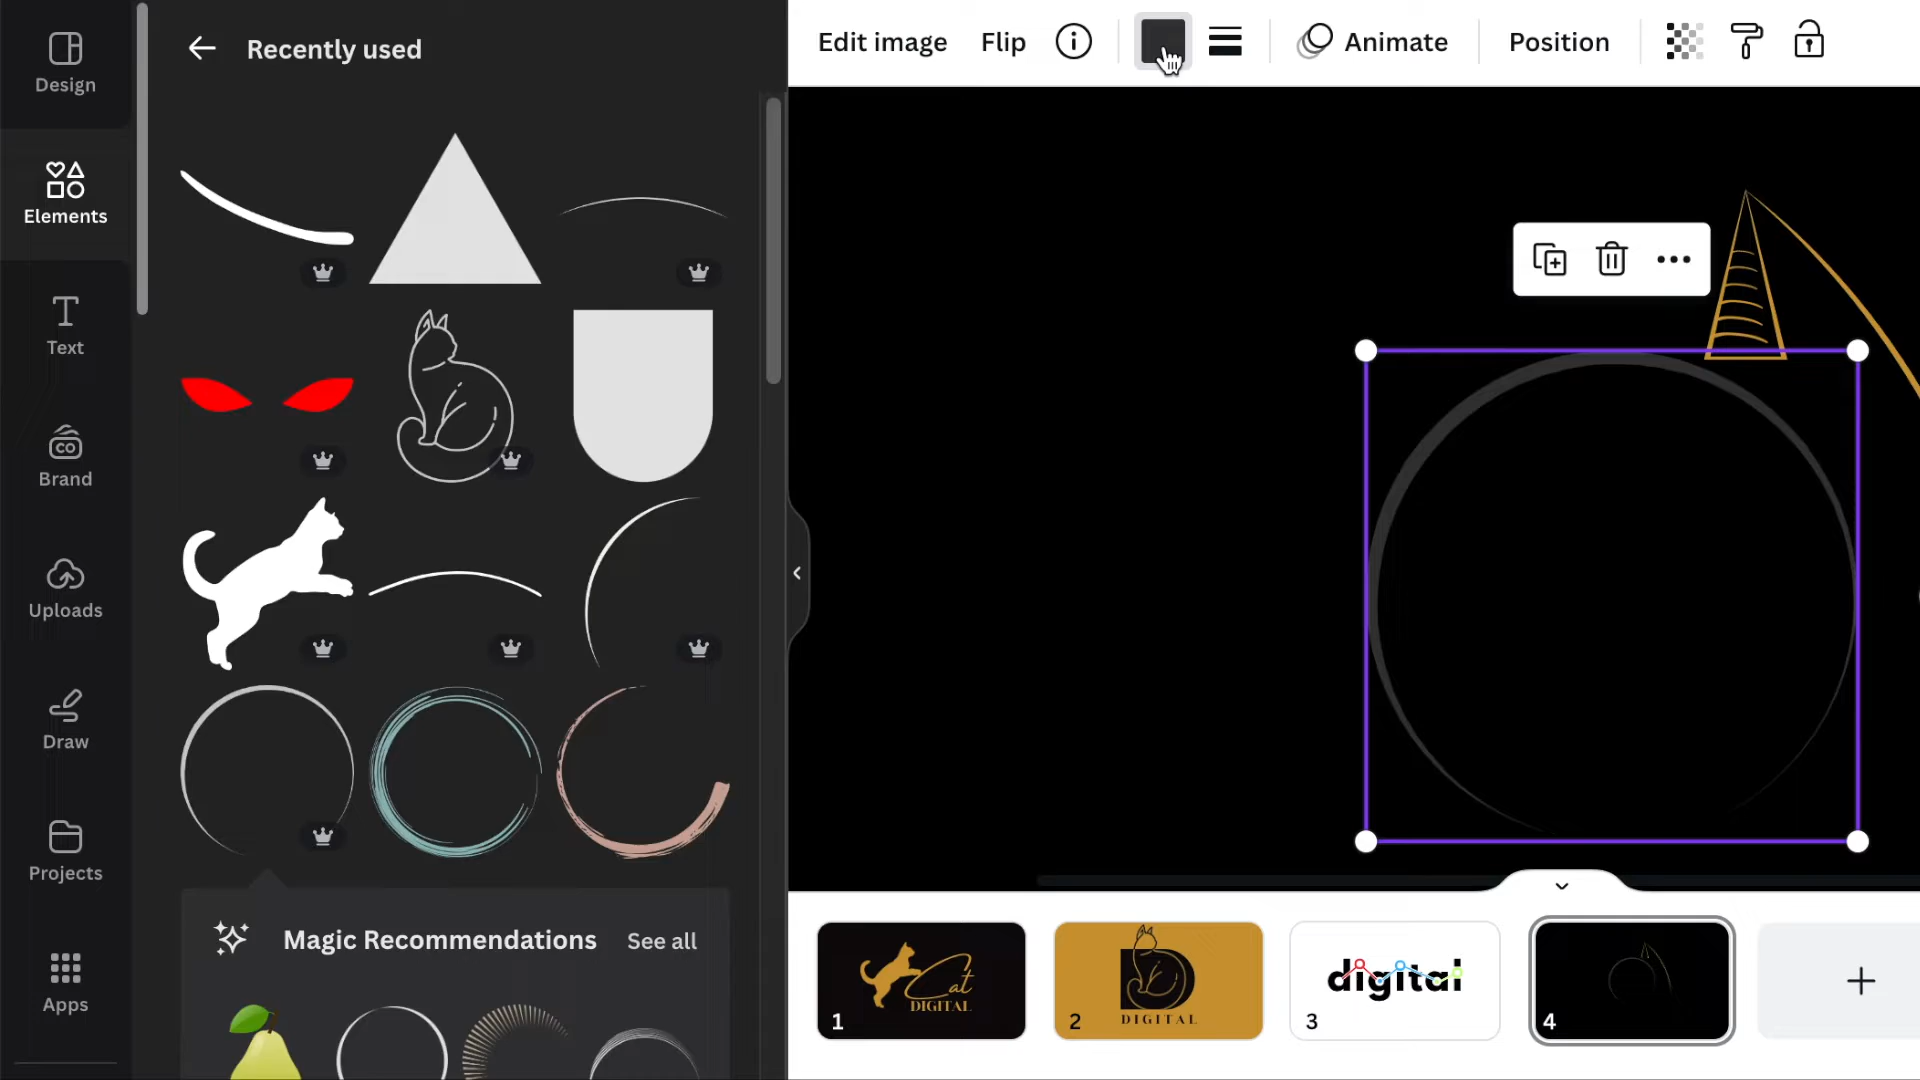 Design
Elements
Text
Brand
Uploads
Draw
Projects
Apps
Recently used
Magic Recommendations
See all
Edit image
Flip
Animate
Position
Cat
DIGITAL
1
D
DIGITAL
2
digital
3
4